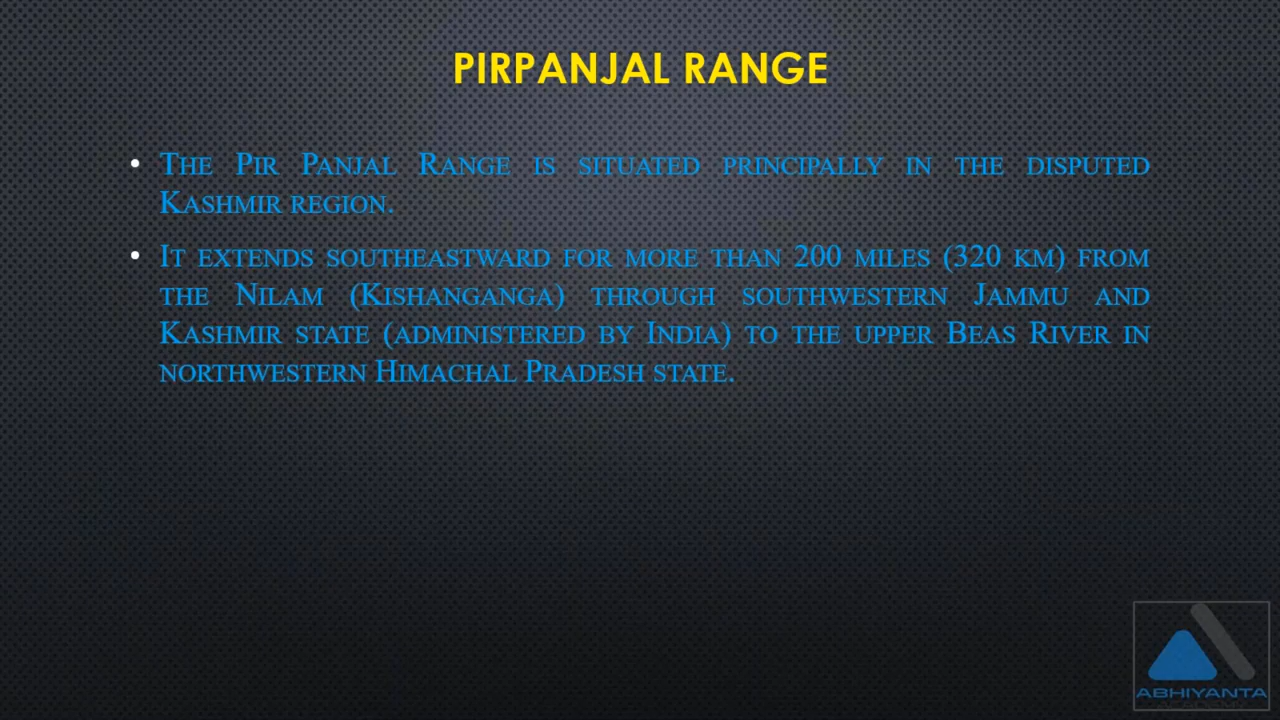 PIRPANJAL RANGE
• The Pir Panjal Range is situated principally in the disputed
Kashmir region.
• It extends southeastward for more than 200 miles (320 km) from
the Nilam (Kishanganga) through southwestern Jammu and
Kashmir state (administered by India) to the upper Beas River in
northwestern Himachal Pradesh state.
ABHIYANTA
ACADEMY